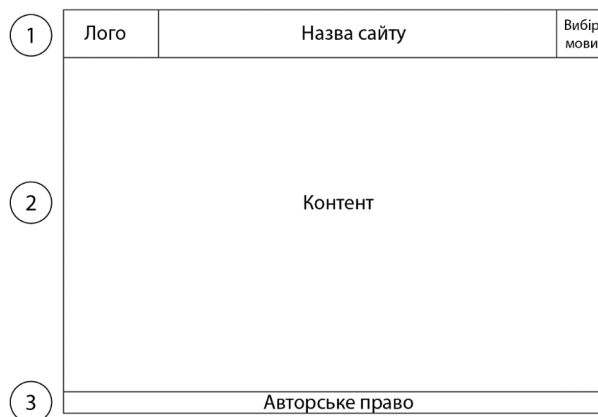 1
Лого
Назва сайту
Вибір
мови
2
Контент
3
Авторське право